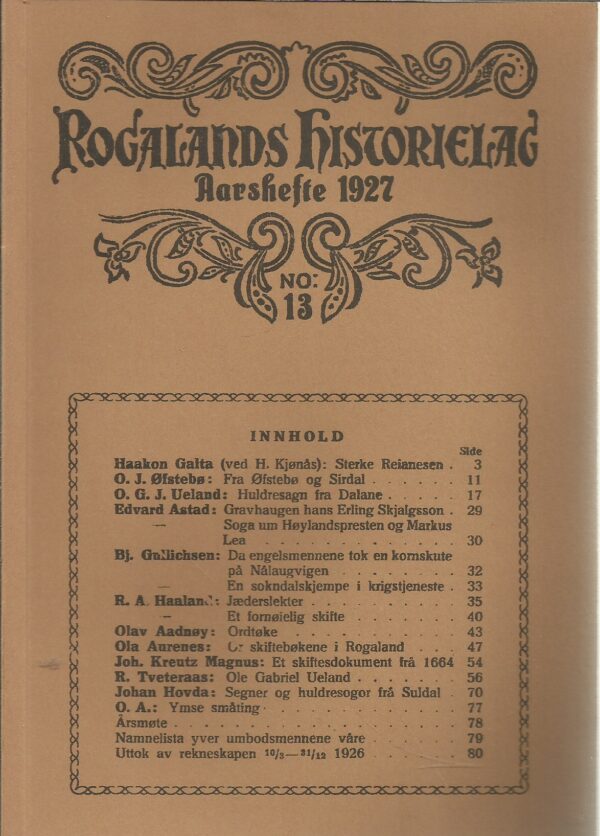 ROGALANDS HISTORIELAG
Aarshefte 1927
NO:
13
INNHOLD
Side
Haakon Galta (ved H. Kjønås): Sterke Reianesen . 3
O. J. Øfstebø: Fra Øfstebø og Sirdal . . . . . . 11
O. G. J. Ueland: Huldresagn fra Dalane . . . . . 17
Edvard Astad: Gravhaugen hans Erling Skjalgsson . 29
— Soga um Høylandspresten og Markus
Lea . . . . . . . . . . . . . 30
Bj. Gullichsen: Da engelsmennene tok en kornskute
på Nålaugvigen . . . . . . . . . 32
— En sokndalskjempe i krigstjeneste . 33
R. A. Haaland: Jæderslekter . . . . . . . . . . 35
— Et fornøielig skifte . . . . . . . 40
Olav Aadnøy: Ordtøke . . . . . . . . . . . . 43
Ola Aurenes: Or skiftebøkene i Rogaland . . . . 47
Joh. Kreutz Magnus: Et skiftesdokument frå 1664 54
R. Tveteraas: Ole Gabriel Ueland . . . . . . . . 56
Johan Hovda: Segner og huldresogor frå Suldal . 70
O. A.: Ymse småting . . . . . . . . . . . . . 77
Årsmøte . . . . . . . . . . . . . . . . . . . 78
Namnelista yver umbodsmennene våre . . . . . . 79
Uttok av rekneskapen 10/3—31/12 1926 . . . . . 80